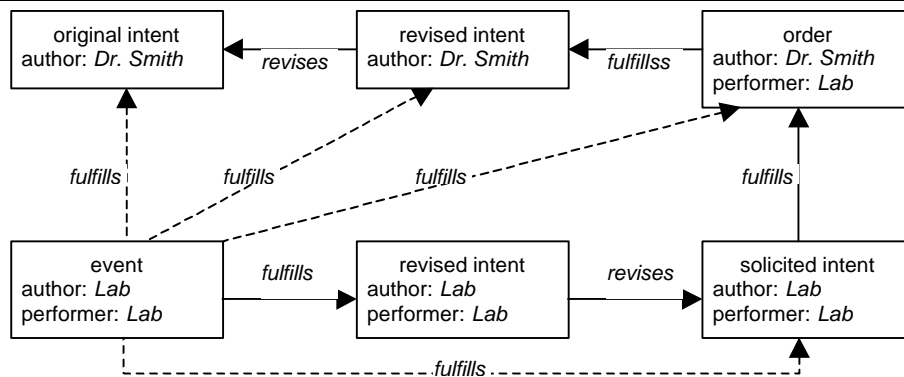 original intent
author: Dr. Smith
revises
revised intent
author: Dr. Smith
fulfillss
order
author: Dr. Smith
performer: Lab
fulfills
fulfills
fulfills
fulfills
event
author: Lab
performer: Lab
fulfills
revised intent
author: Lab
performer: Lab
revises
solicited intent
author: Lab
performer: Lab
fulfills